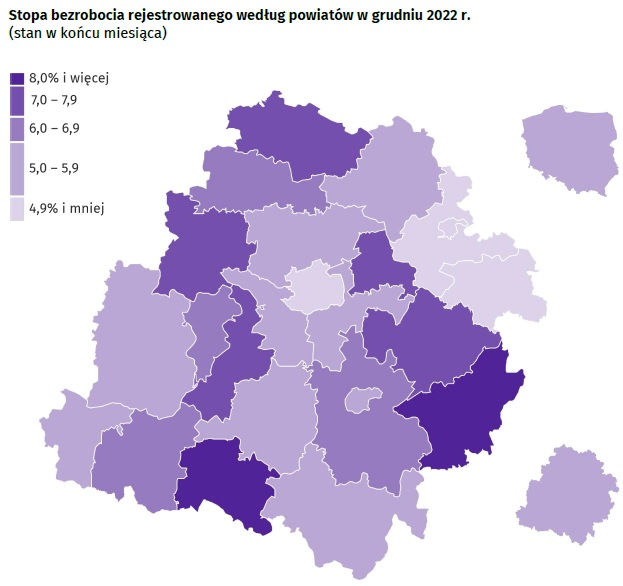 Stopa bezrobocia rejestrowanego według powiatów w grudniu 2022 r.
(stan w końcu miesiąca)
8,0% i więcej
7,0 – 7,9
6,0 – 6,9
5,0 – 5,9
4,9% i mniej